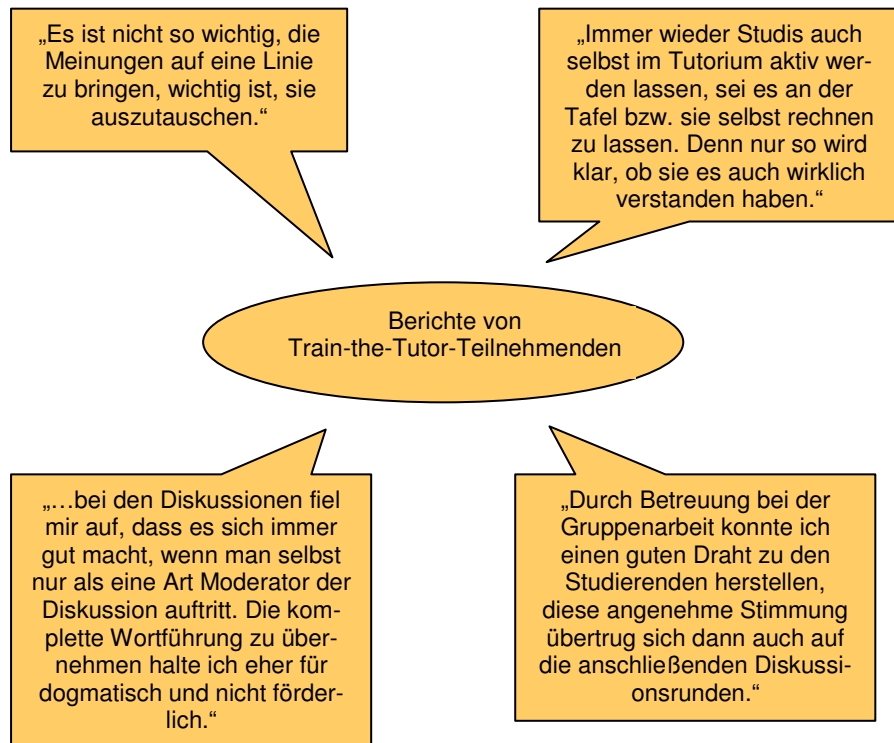 „Es ist nicht so wichtig, die
Meinungen auf eine Linie
zu bringen, wichtig ist, sie
auszutauschen.“
„Immer wieder Studis auch
selbst im Tutorium aktiv wer-
den lassen, sei es an der
Tafel bzw. sie selbst rechnen
zu lassen. Denn nur so wird
klar, ob sie es auch wirklich
verstanden haben.“
Berichte von
Train-the-Tutor-Teilnehmenden
„…bei den Diskussionen fiel
mir auf, dass es sich immer
gut macht, wenn man selbst
nur als eine Art Moderator der
Diskussion auftritt. Die kom-
plette Wortführung zu über-
nehmen halte ich eher für
dogmatisch und nicht förder-
lich.“
„Durch Betreuung bei der
Gruppenarbeit konnte ich
einen guten Draht zu den
Studierenden herstellen,
diese angenehme Stimmung
übertrug sich dann auch auf
die anschließenden Diskussi-
onsrunden.“